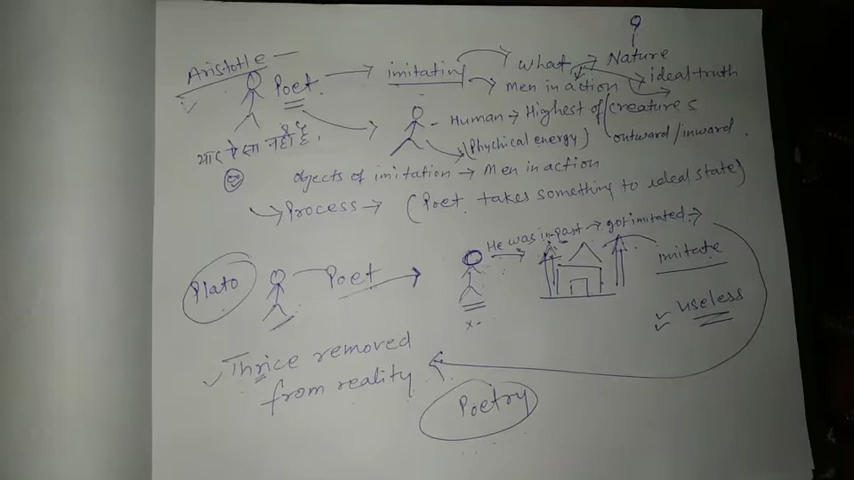 Aristotle —
Poet → imitating → what → Nature
Men in action → ideal truth
Human → Highest of creatures
(Phychical energy) outward/inward.
यार ऐसा नहीं है.
objects of imitation → Men in action
→ Process → (Poet takes something to ideal state)
He was in past → got imitated →
Plato Poet → imitate
useless
Thrice removed
from reality
Poetry